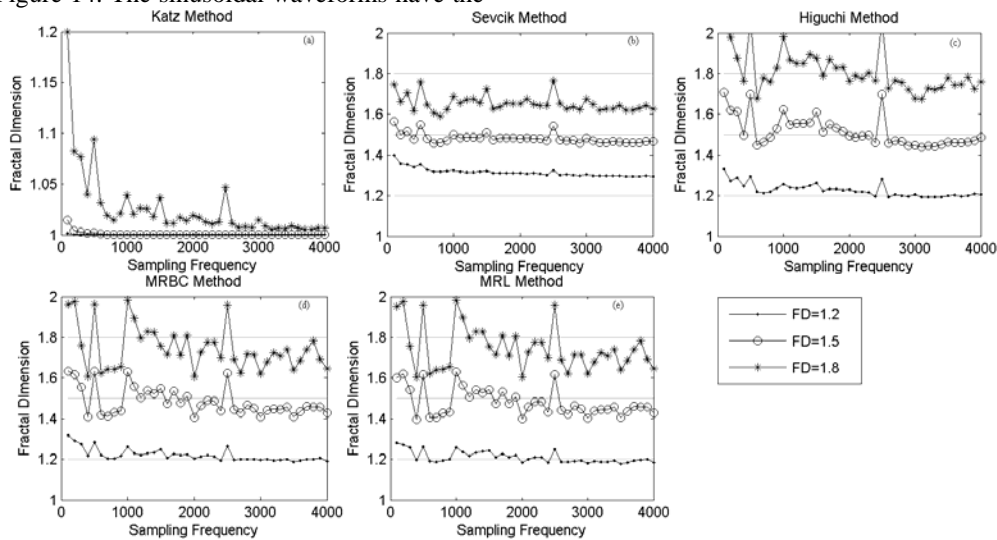 Figure 14. The sinusoidal waveforms have the
Katz Method
(a)
1.2
1.15
1.1
1.05
1
Fractal DImension
0 1000 2000 3000 4000
Sampling Frequency
Sevcik Method
(b)
2
1.8
1.6
1.4
1.2
1
Fractal Dimension
0 1000 2000 3000 4000
Sampling Frequency
Higuchi Method
(c)
2
1.8
1.6
1.4
1.2
1
Fractal Dimension
0 1000 2000 3000 4000
Sampling Frequency
MRBC Method
(d)
2
1.8
1.6
1.4
1.2
1
Fractal Dimension
0 1000 2000 3000 4000
Sampling Frequency
MRL Method
(e)
2
1.8
1.6
1.4
1.2
1
Fractal Dimension
0 1000 2000 3000 4000
Sampling Frequency
FD=1.2
FD=1.5
FD=1.8